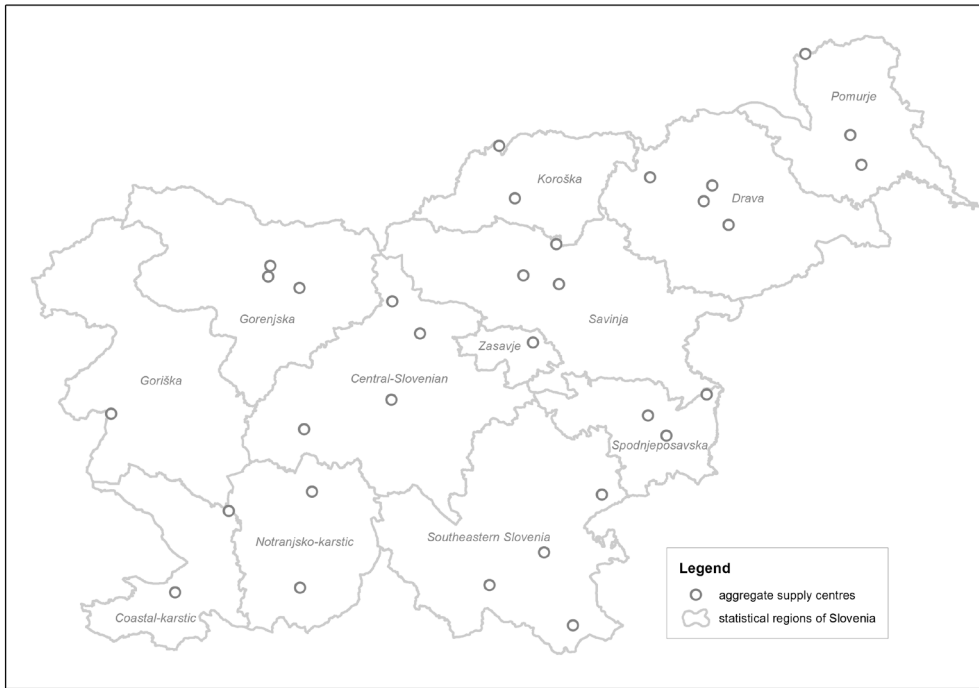 Pomurje
Koroška
Drava
Gorenjska
Savinja
Zasavje
Goriška
Central-Slovenian
Spodnjeposavska
Notranjsko-karstic
Southeastern Slovenia
Coastal-karstic
Legend
aggregate supply centres
statistical regions of Slovenia